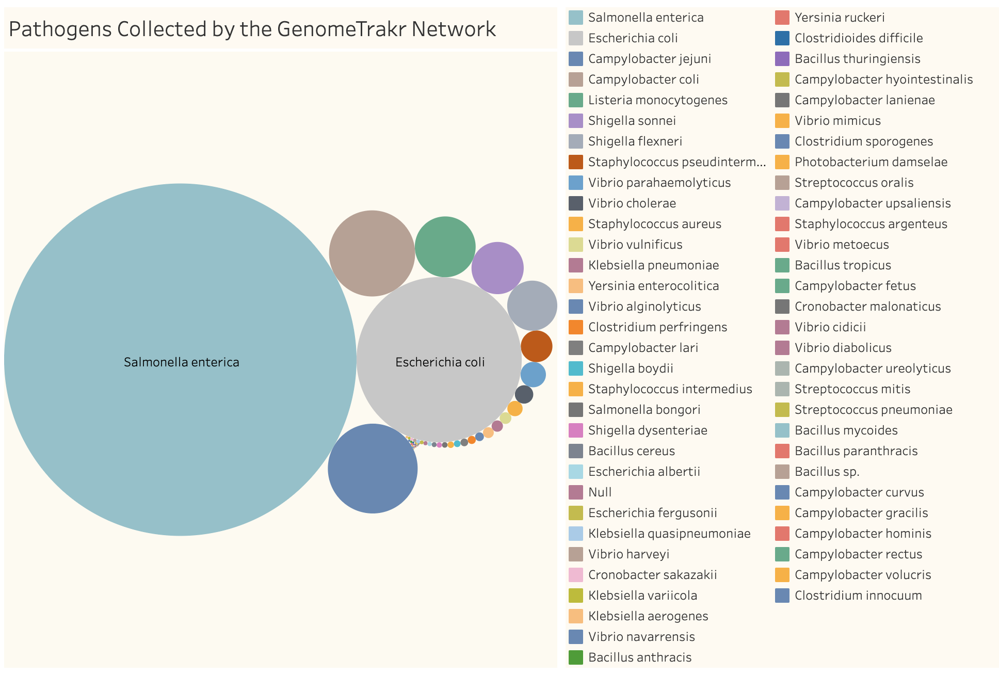 Pathogens Collected by the GenomeTrakr Network
Salmonella enterica
Escherichia coli
Salmonella enterica
Escherichia coli
Campylobacter jejuni
Campylobacter coli
Listeria monocytogenes
Shigella sonnei
Shigella flexneri
Staphylococcus pseudinterm...
Vibrio parahaemolyticus
Vibrio cholerae
Staphylococcus aureus
Vibrio vulnificus
Klebsiella pneumoniae
Yersinia enterocolitica
Vibrio alginolyticus
Clostridium perfringens
Campylobacter lari
Shigella boydii
Staphylococcus intermedius
Salmonella bongori
Shigella dysenteriae
Bacillus cereus
Escherichia albertii
Null
Escherichia fergusonii
Klebsiella quasipneumoniae
Vibrio harveyi
Cronobacter sakazakii
Klebsiella variicola
Klebsiella aerogenes
Vibrio navarrensis
Bacillus anthracis
Yersinia ruckeri
Clostridioides difficile
Bacillus thuringiensis
Campylobacter hyointestinalis
Campylobacter lanienae
Vibrio mimicus
Clostridium sporogenes
Photobacterium damselae
Streptococcus oralis
Campylobacter upsaliensis
Staphylococcus argenteus
Vibrio metoecus
Bacillus tropicus
Campylobacter fetus
Cronobacter malonaticus
Vibrio cidicii
Vibrio diabolicus
Campylobacter ureolyticus
Streptococcus mitis
Streptococcus pneumoniae
Bacillus mycoides
Bacillus paranthracis
Bacillus sp.
Campylobacter curvus
Campylobacter gracilis
Campylobacter hominis
Campylobacter rectus
Campylobacter volucris
Clostridium innocuum